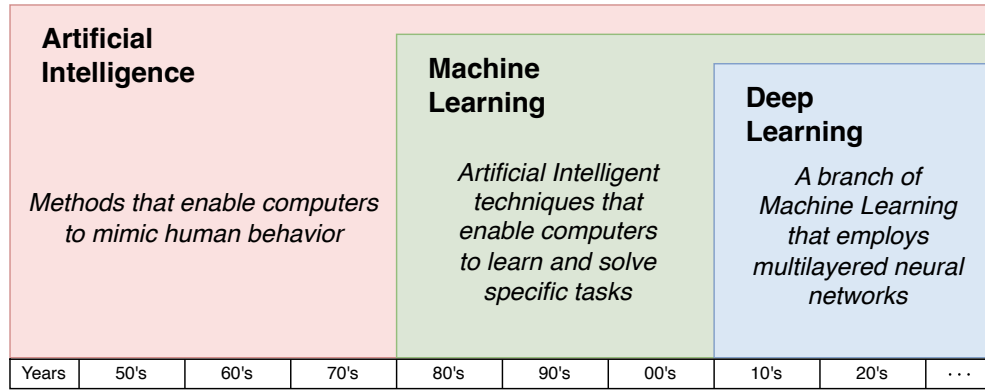 Artificial
Intelligence
Methods that enable computers
to mimic human behavior
Machine
Learning
Artificial Intelligent
techniques that
enable computers
to learn and solve
specific tasks
Deep
Learning
A branch of
Machine Learning
that employs
multilayered neural
networks
Years 50's 60's 70's 80's 90's 00's 10's 20's ...